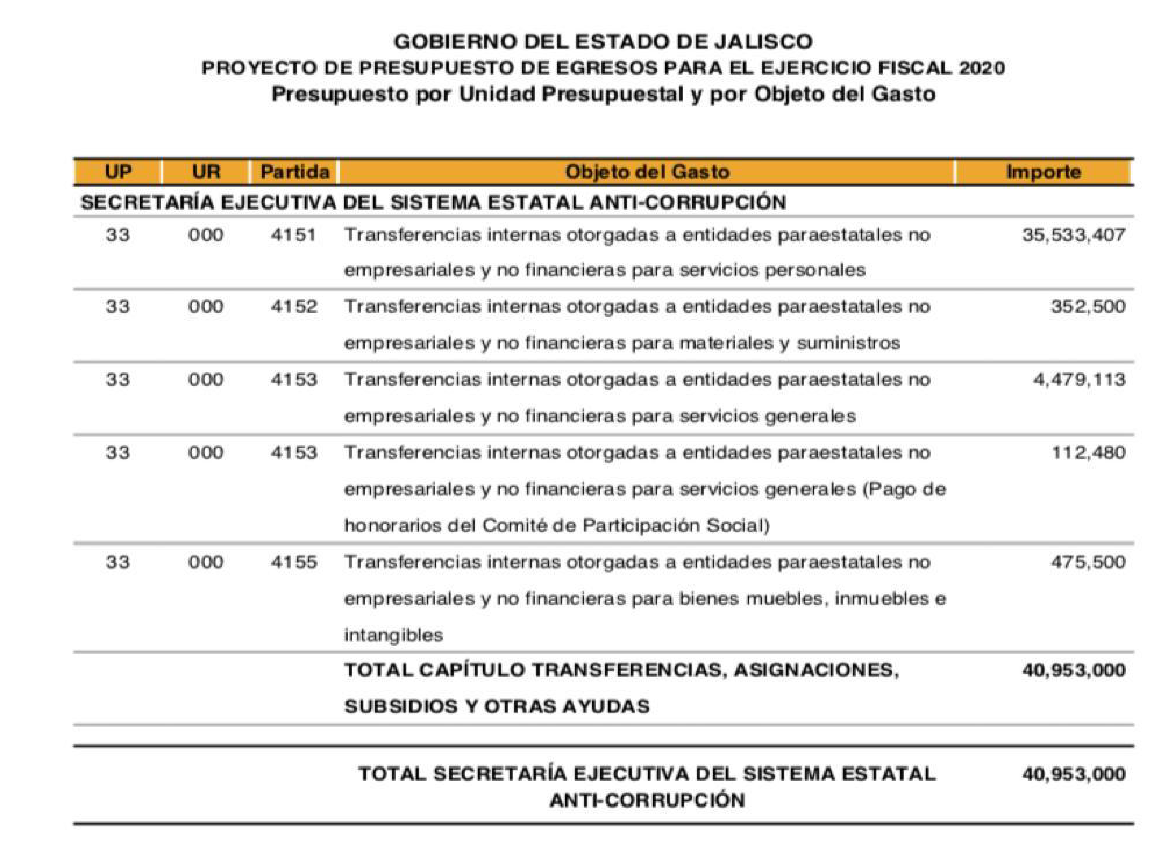 GOBIERNO DEL ESTADO DE JALISCO
PROYECTO DE PRESUPUESTO DE EGRESOS PARA EL EJERCICIO FISCAL 2020
Presupuesto por Unidad Presupuestal y por Objeto del Gasto
UP UR Partida Objeto del Gasto Importe
SECRETARÍA EJECUTIVA DEL SISTEMA ESTATAL ANTI-CORRUPCIÓN
33 000 4151 Transferencias internas otorgadas a entidades paraestatales no 35,533,407
empresariales y no financieras para servicios personales
33 000 4152 Transferencias internas otorgadas a entidades paraestatales no 352,500
empresariales y no financieras para materiales y suministros
33 000 4153 Transferencias internas otorgadas a entidades paraestatales no 4,479,113
empresariales y no financieras para servicios generales
33 000 4153 Transferencias internas otorgadas a entidades paraestatales no 112,480
empresariales y no financieras para servicios generales (Pago de
honorarios del Comité de Participación Social)
33 000 4155 Transferencias internas otorgadas a entidades paraestatales no 475,500
empresariales y no financieras para bienes muebles, inmuebles e
intangibles
TOTAL CAPÍTULO TRANSFERENCIAS, ASIGNACIONES, 40,953,000
SUBSIDIOS Y OTRAS AYUDAS
TOTAL SECRETARÍA EJECUTIVA DEL SISTEMA ESTATAL 40,953,000
ANTI-CORRUPCIÓN